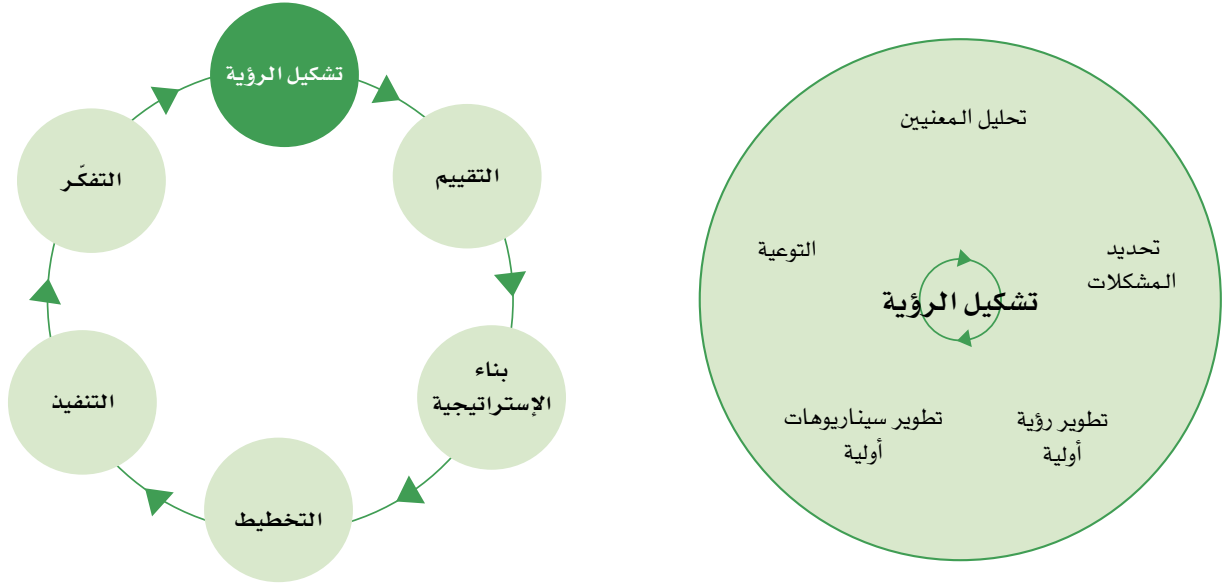 تشكيل الرؤية
التقييم
بناء
الإستراتيجية
التخطيط
التنفيذ
التفكّر
تحليل المعنيين
تحديد
المشكلات
تطوير رؤية
أولية
تطوير سيناريوهات
أولية
التوعية
تشكيل الرؤية